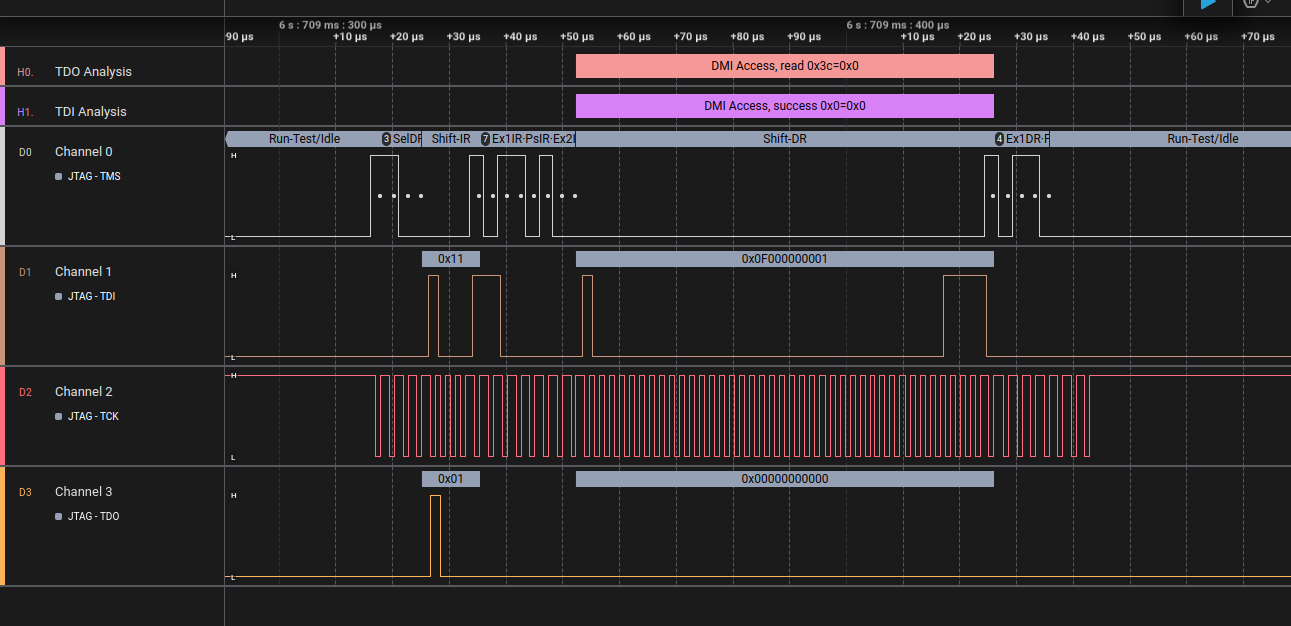 6 s : 709 ms : 300 µs 6 s : 709 ms : 400 µs
90 µs +10 µs +20 µs +30 µs +40 µs +50 µs +60 µs +70 µs +80 µs +90 µs +10 µs +20 µs +30 µs +40 µs +50 µs +60 µs +70 µs
H0. TDO Analysis DMI Access, read 0x3c=0x0
H1. TDI Analysis DMI Access, success 0x0=0x0
Run-Test/Idle 3 SelDR Shift-IR 7 Ex1IR·PsIR·Ex2I Shift-DR 4 Ex1DR·F Run-Test/Idle
D0 Channel 0
H
JTAG - TMS
L
0x11 0x0F000000001
D1 Channel 1
H
JTAG - TDI
L
H
D2 Channel 2
JTAG - TCK
L
0x01 0x00000000000
D3 Channel 3
H
JTAG - TDO
L